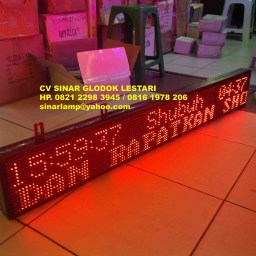 CV SINAR GLODOK LESTARI
HP. 0821 2298 3945 / 0816 1978 206
sinarlamp@yahoo.com
15:59:37 Shubuh 04:37
DAN RAPATKAN SHO